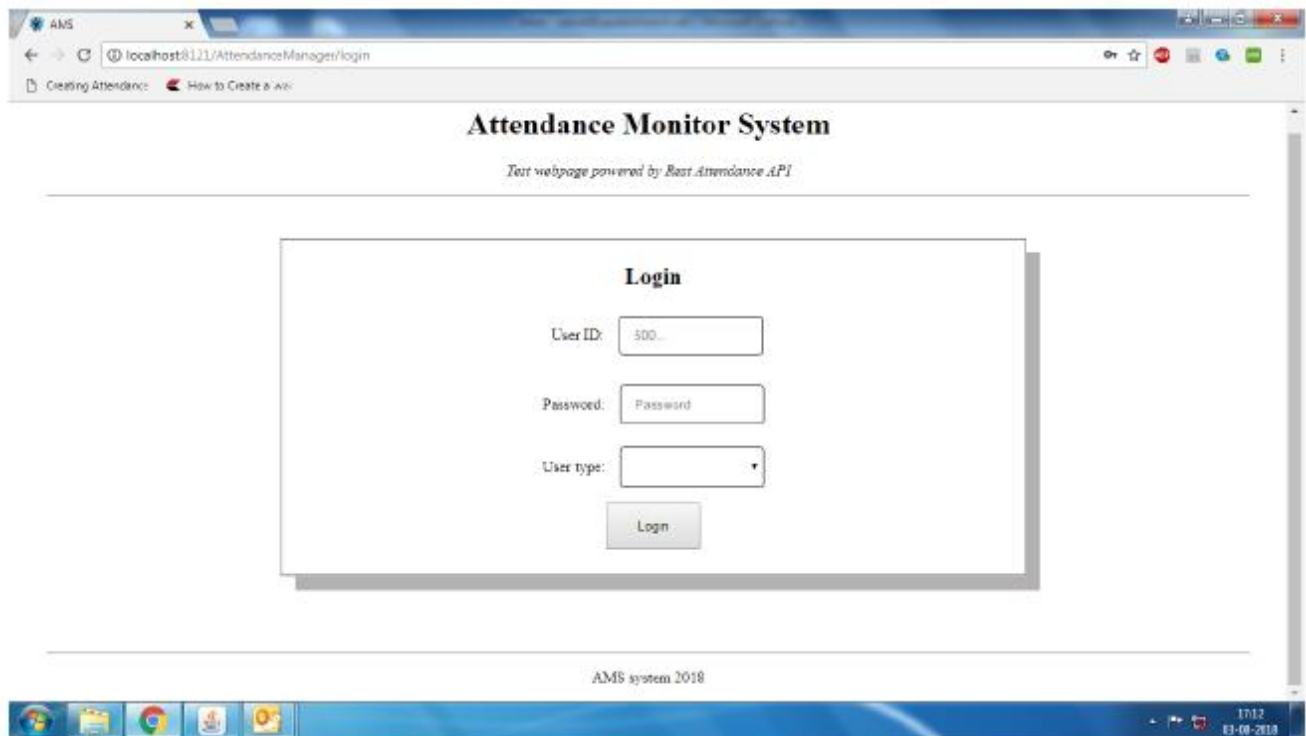 AMS
localhost:8121/AttendanceManager/login
Creating Attendance How to Create a
Attendance Monitor System
Test webpage powered by Rest Attendance API
Login
User ID: 500...
Password: Password
User type:
Login
AMS system 2018
17:12
03-08-2018